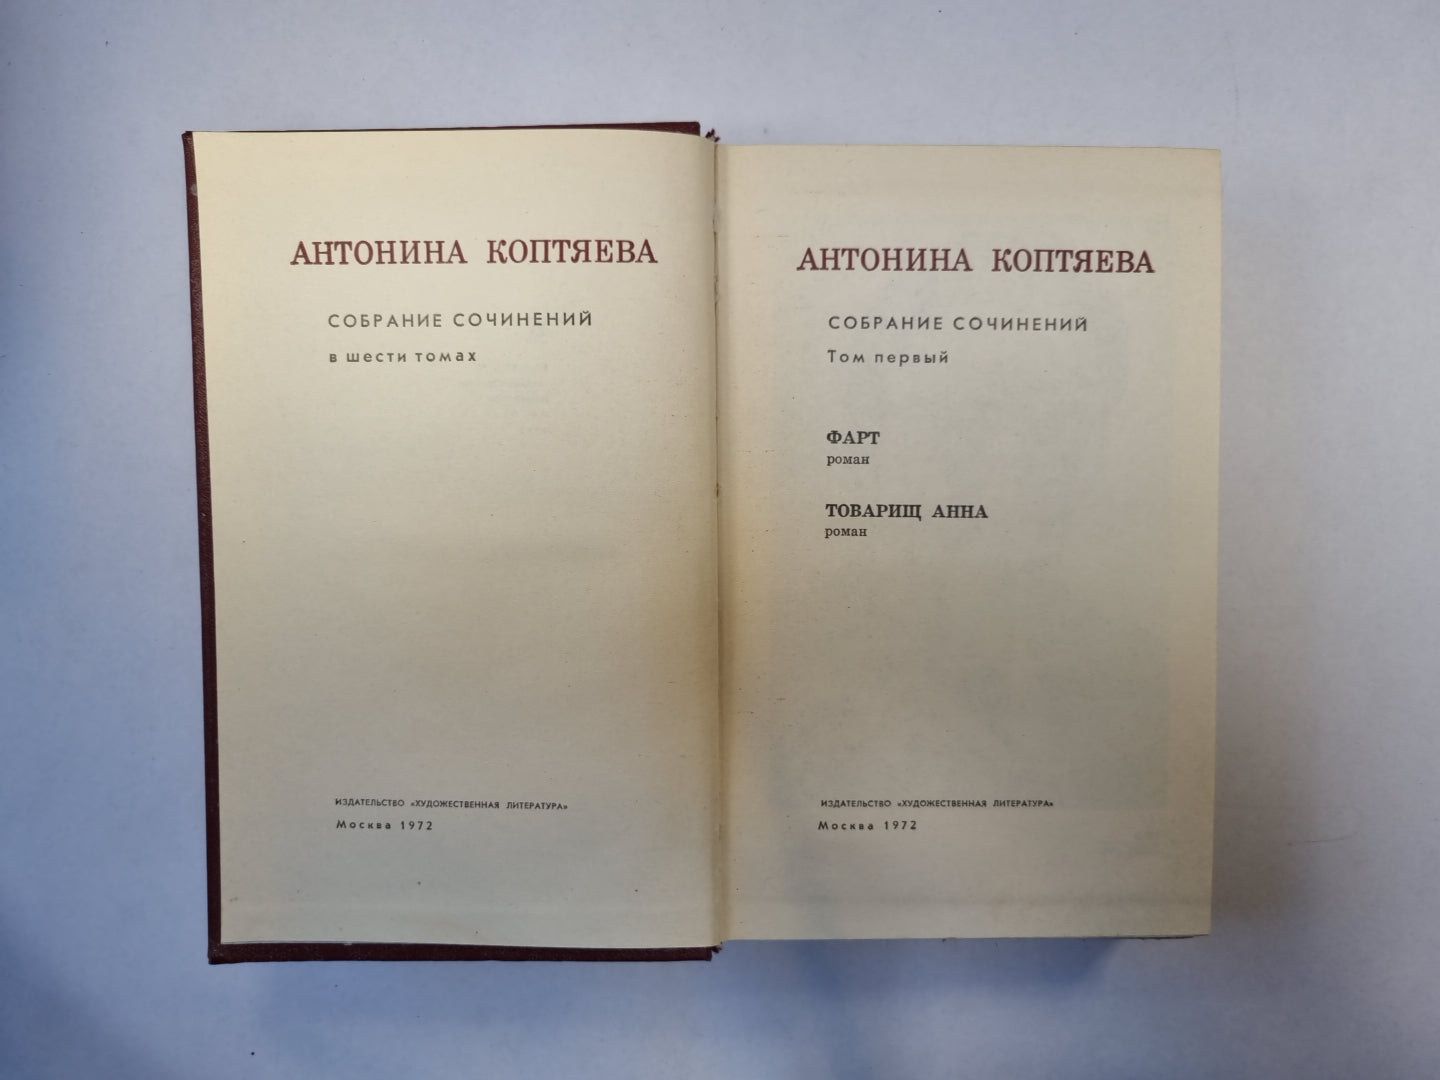 АНТОНИНА КОПТЯЕВА
СОБРАНИЕ СОЧИНЕНИЙ
в шести томах
ИЗДАТЕЛЬСТВО «ХУДОЖЕСТВЕННАЯ ЛИТЕРАТУРА»
Москва 1972
АНТОНИНА КОПТЯЕВА
СОБРАНИЕ СОЧИНЕНИЙ
Том первый
ФАРТ
роман
ТОВАРИЩ АННА
роман
ИЗДАТЕЛЬСТВО «ХУДОЖЕСТВЕННАЯ ЛИТЕРАТУРА»
Москва 1972